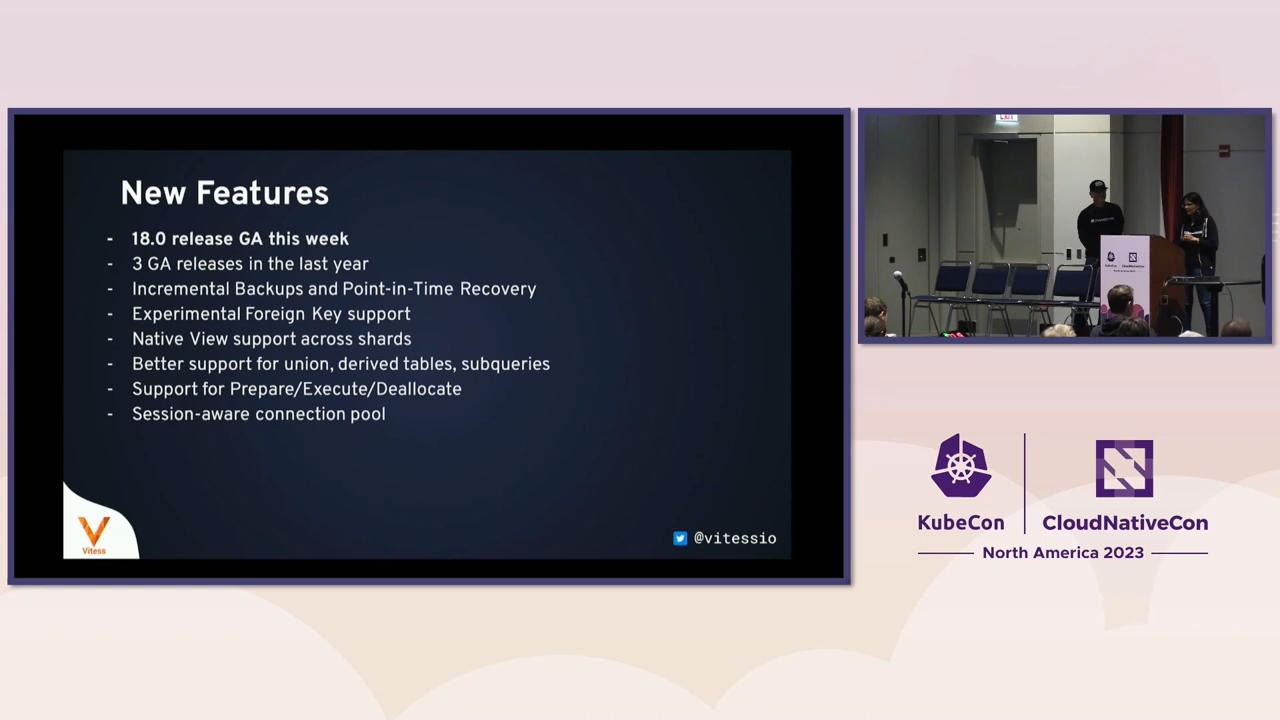 New Features
- 18.0 release GA this week
- 3 GA releases in the last year
- Incremental Backups and Point-in-Time Recovery
- Experimental Foreign Key support
- Native View support across shards
- Better support for union, derived tables, subqueries
- Support for Prepare/Execute/Deallocate
- Session-aware connection pool
Vitess
@vitessio
EXIT
KubeCon
CloudNativeCon
North America 2023